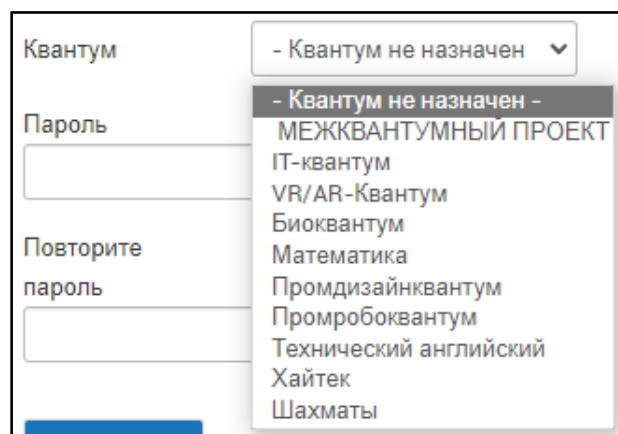 Квантум
- Квантум не назначен
- Квантум не назначен -
МЕЖКВАНТУМНЫЙ ПРОЕКТ
IT-квантум
VR/AR-Квантум
Биоквантум
Математика
Промдизайнквантум
Промробоквантум
Технический английский
Хайтек
Шахматы
Пароль
Повторите
пароль